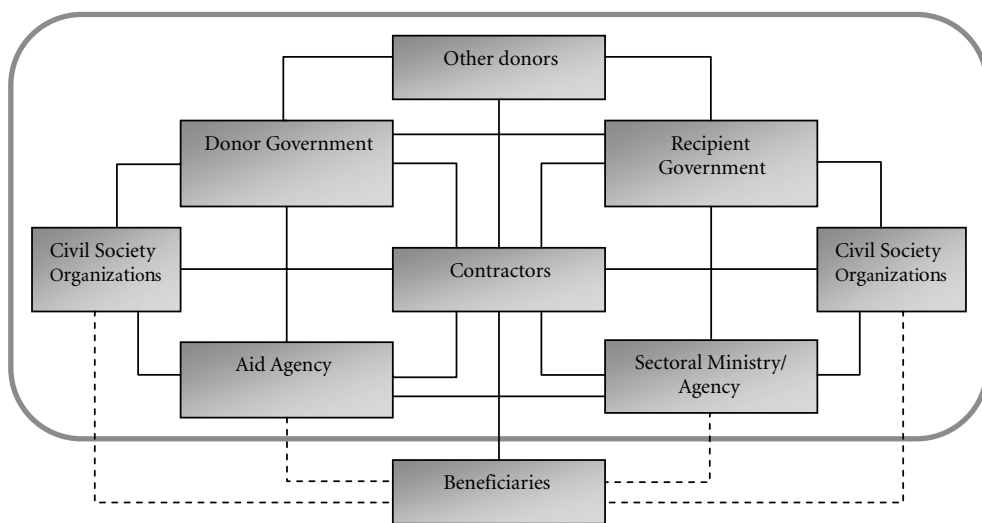 Other donors
Donor Government
Recipient
Government
Civil Society
Organizations
Contractors
Civil Society
Organizations
Aid Agency
Sectoral Ministry/
Agency
Beneficiaries